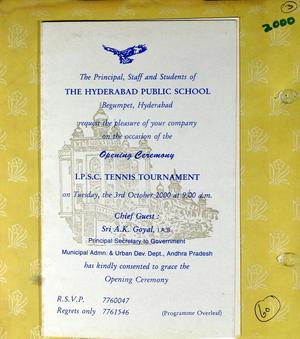 2000
The Principal, Staff and Students of
THE HYDERABAD PUBLIC SCHOOL
Begumpet, Hyderabad
request the pleasure of your company
on the occasion of the
Opening Ceremony
I.P.S.C. TENNIS TOURNAMENT
on Tuesday, the 3rd October 2000 at 9:00 a.m.
Chief Guest :
Sri A.K. Goyal, I.A.S.
Principal Secretary to Government
Municipal Admn. & Urban Dev. Dept., Andhra Pradesh
has kindly consented to grace the
Opening Ceremony
R.S.V.P. 7760047
Regrets only 7761546 (Programme Overleaf)
60